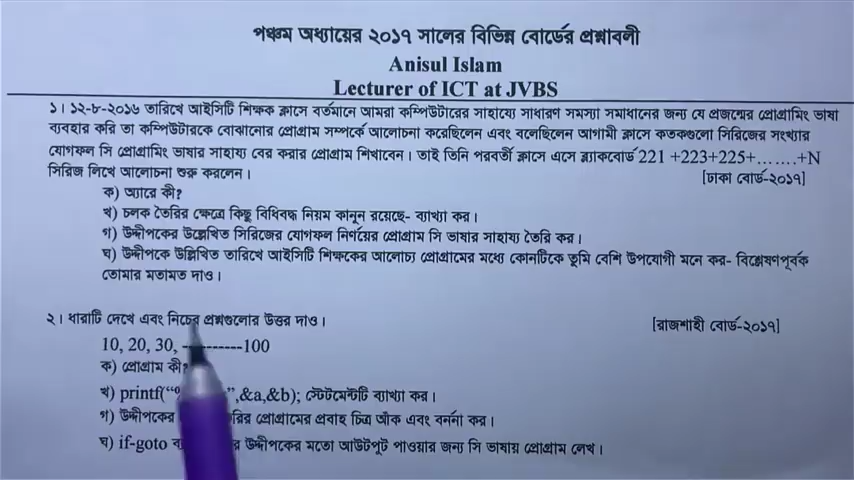 পঞ্চম অধ্যায়ের ২০১৭ সালের বিভিন্ন বোর্ডের প্রশ্নাবলী
Anisul Islam
Lecturer of ICT at JVBS
১। ১২-৮-২০১৬ তারিখে আইসিটি শিক্ষক ক্লাসে বর্তমানে আমরা কম্পিউটারের সাহায্যে সাধারণ সমস্যা সমাধানের জন্য যে প্রজন্মের প্রোগ্রামিং ভাষা
ব্যবহার করি তা কম্পিউটারকে বোঝানোর প্রোগ্রাম সম্পর্কে আলোচনা করেছিলেন এবং বলেছিলেন আগামী ক্লাসে কতকগুলো সিরিজের সংখ্যার
যোগফল সি প্রোগ্রামিং ভাষার সাহায্য বের করার প্রোগ্রাম শিখাবেন। তাই তিনি পরবর্তী ক্লাসে এসে ব্ল্যাকবোর্ড 221 +223+225+…….+N
সিরিজ লিখে আলোচনা শুরু করলেন। [ঢাকা বোর্ড-২০১৭]
ক) অ্যারে কী?
খ) চলক তৈরির ক্ষেত্রে কিছু বিধিবদ্ধ নিয়ম কানুন রয়েছে- ব্যাখ্যা কর।
গ) উদ্দীপকের উল্লেখিত সিরিজের যোগফল নির্ণয়ের প্রোগ্রাম সি ভাষার সাহায্য তৈরি কর।
ঘ) উদ্দীপকে উল্লিখিত তারিখে আইসিটি শিক্ষকের আলোচ্য প্রোগ্রামের মধ্যে কোনটিকে তুমি বেশি উপযোগী মনে কর- বিশ্লেষণপূর্বক
তোমার মতামত দাও।
২। ধারাটি দেখে এবং নিচের প্রশ্নগুলোর উত্তর দাও। [রাজশাহী বোর্ড-২০১৭]
10, 20, 30, ----------100
ক) প্রোগ্রাম কী?
খ) printf(“ ”,&a,&b); স্টেটমেন্টটি ব্যাখ্যা কর।
গ) উদ্দীপকের প্রোগ্রামের প্রবাহ চিত্র আঁক এবং বর্ননা কর।
ঘ) if-goto উদ্দীপকের মতো আউটপুট পাওয়ার জন্য সি ভাষায় প্রোগ্রাম লেখ।